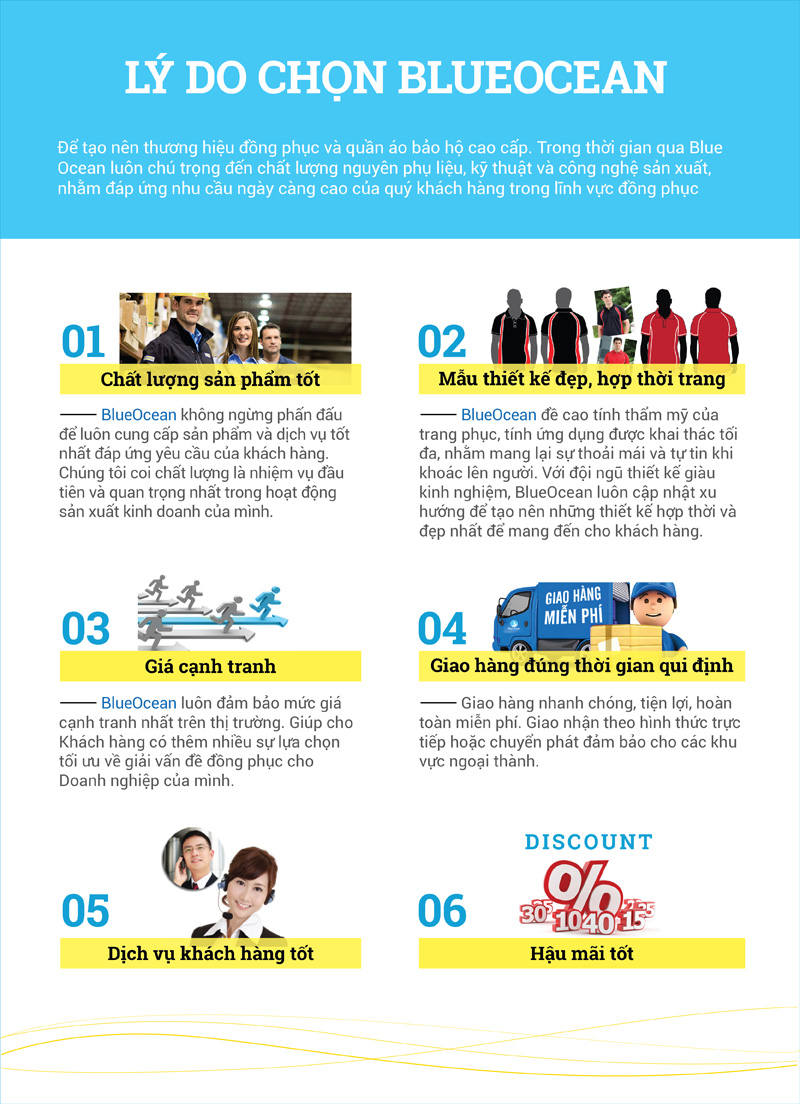 LÝ DO CHỌN BLUEOCEAN
Để tạo nên thương hiệu đồng phục và quần áo bảo hộ cao cấp. Trong thời gian qua Blue
Ocean luôn chú trọng đến chất lượng nguyên phụ liệu, kỹ thuật và công nghệ sản xuất,
nhằm đáp ứng nhu cầu ngày càng cao của quý khách hàng trong lĩnh vực đồng phục
01
Chất lượng sản phẩm tốt
BlueOcean không ngừng phấn đấu
để luôn cung cấp sản phẩm và dịch vụ tốt
nhất đáp ứng yêu cầu của khách hàng.
Chúng tôi coi chất lượng là nhiệm vụ đầu
tiên và quan trọng nhất trong hoạt động
sản xuất kinh doanh của mình.
02
Mẫu thiết kế đẹp, hợp thời trang
BlueOcean đề cao tính thẩm mỹ của
trang phục, tính ứng dụng được khai thác tối
đa, nhằm mang lại sự thoải mái và tự tin khi
khoác lên người. Với đội ngũ thiết kế giàu
kinh nghiệm, BlueOcean luôn cập nhật xu
hướng để tạo nên những thiết kế hợp thời và
đẹp nhất để mang đến cho khách hàng.
03
Giá cạnh tranh
BlueOcean luôn đảm bảo mức giá
cạnh tranh nhất trên thị trường. Giúp cho
Khách hàng có thêm nhiều sự lựa chọn
tối ưu về giải vấn đề đồng phục cho
Doanh nghiệp của mình.
GIAO HÀNG
MIỄN PHÍ
04
Giao hàng đúng thời gian qui định
Giao hàng nhanh chóng, tiện lợi, hoàn
toàn miễn phí. Giao nhận theo hình thức trực
tiếp hoặc chuyển phát đảm bảo cho các khu
vực ngoại thành.
05
Dịch vụ khách hàng tốt
DISCOUNT
%
30 10 40 15
06
Hậu mãi tốt